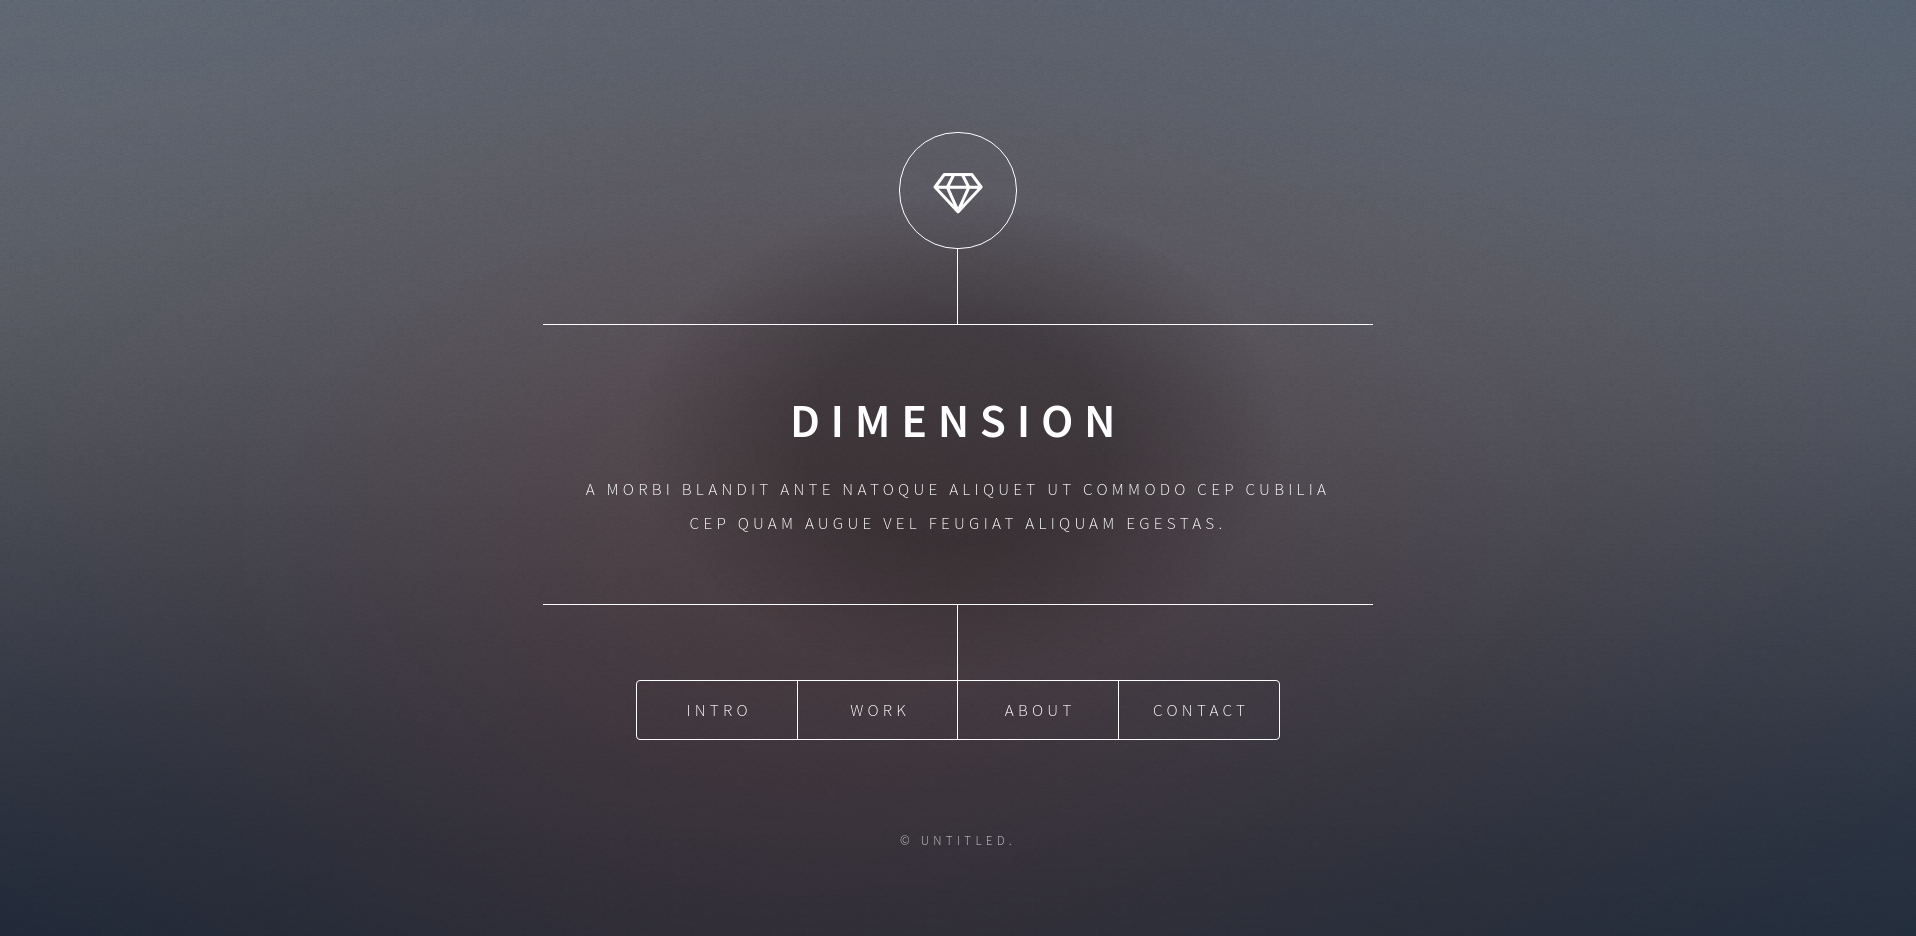 DIMENSION
A MORBI BLANDIT ANTE NATOQUE ALIQUET UT COMMODO CEP CUBILIA
CEP QUAM AUGUE VEL FEUGIAT ALIQUAM EGESTAS.
INTRO WORK ABOUT CONTACT
© UNTITLED.